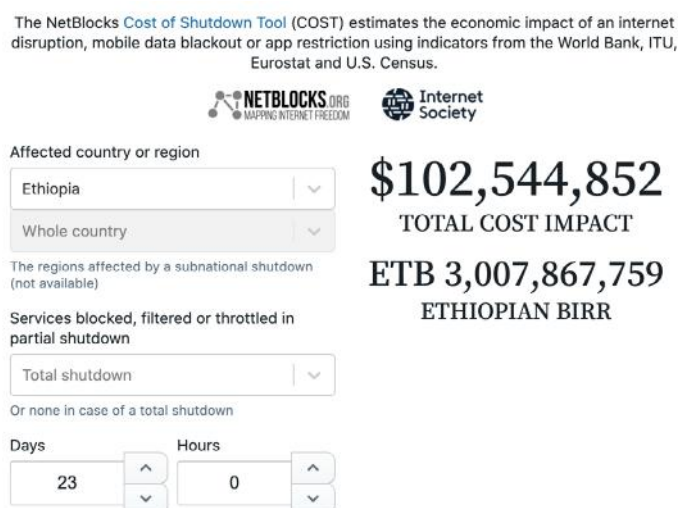 The NetBlocks Cost of Shutdown Tool (COST) estimates the economic impact of an internet
disruption, mobile data blackout or app restriction using indicators from the World Bank, ITU,
Eurostat and U.S. Census.
NETBLOCKS.ORG
MAPPING INTERNET FREEDOM
Internet
Society
Affected country or region
Ethiopia
Whole country
The regions affected by a subnational shutdown
(not available)
Services blocked, filtered or throttled in
partial shutdown
Total shutdown
Or none in case of a total shutdown
Days
Hours
23
0
$102,544,852
TOTAL COST IMPACT
ETB 3,007,867,759
ETHIOPIAN BIRR